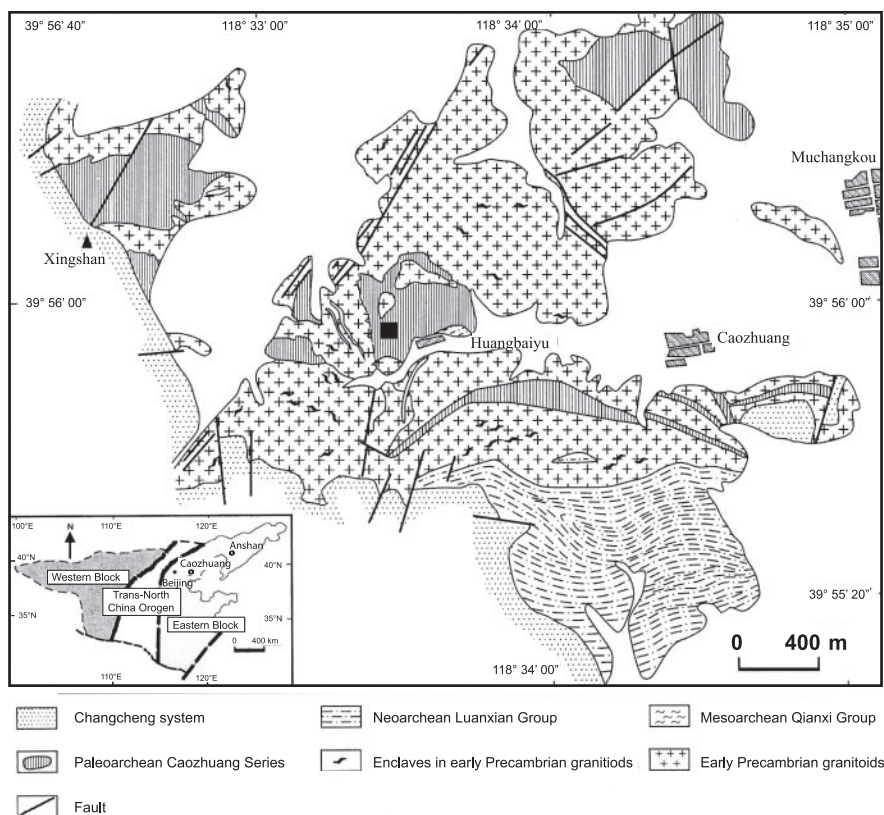 39° 56’ 40”
118° 33’ 00”
118° 34’ 00”
118° 35’ 00”
Muchangkou
Xingshan
39° 56’ 00”
39° 56’ 00”
Huangbaiyu
Caozhuang
100°E
N
110°E
120°E
Anshan
40°N
Caozhuang
40°N
Western Block
Beijing
Trans-North
China Orogen
35°N
35°N
Eastern Block
0 400 km
110°E
120°E
39° 55’ 20”
0 400 m
118° 34’ 00”
Changcheng system
Neoarchean Luanxian Group
Mesoarchean Qianxi Group
Paleoarchean Caozhuang Series
Enclaves in early Precambrian granitiods
Early Precambrian granitoids
Fault